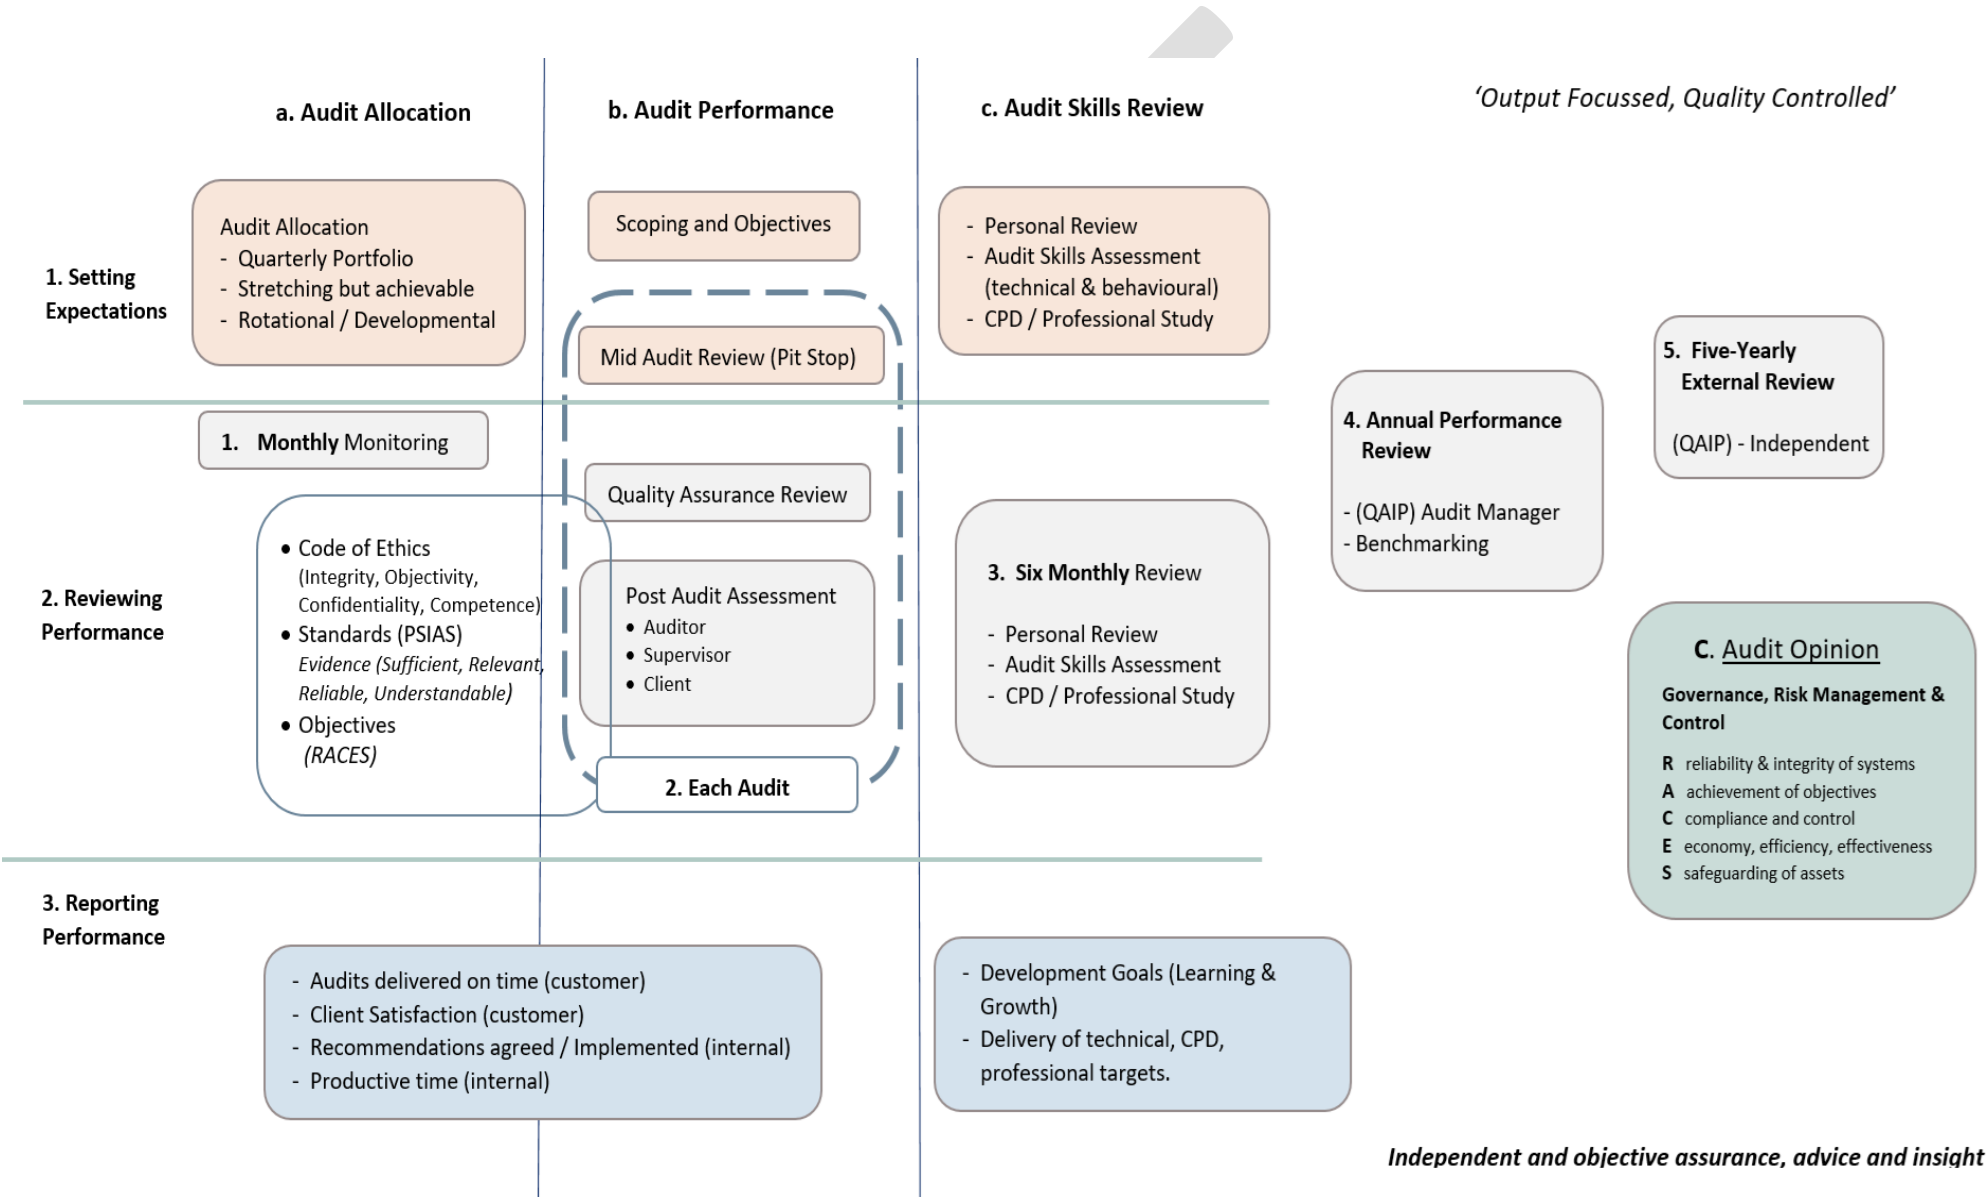 a. Audit Allocation
b. Audit Performance
c. Audit Skills Review
‘Output Focussed, Quality Controlled’
1. Setting
Expectations
Audit Allocation
- Quarterly Portfolio
- Stretching but achievable
- Rotational / Developmental
Scoping and Objectives
Mid Audit Review (Pit Stop)
- Personal Review
- Audit Skills Assessment
(technical & behavioural)
- CPD / Professional Study
2. Reviewing
Performance
1. Monthly Monitoring
• Code of Ethics
(Integrity, Objectivity,
Confidentiality, Competence)
• Standards (PSIAS)
Evidence (Sufficient, Relevant,
Reliable, Understandable)
• Objectives
(RACES)
Quality Assurance Review
Post Audit Assessment
• Auditor
• Supervisor
• Client
2. Each Audit
3. Six Monthly Review
- Personal Review
- Audit Skills Assessment
- CPD / Professional Study
4. Annual Performance
Review
- (QAIP) Audit Manager
- Benchmarking
5. Five-Yearly
External Review
(QAIP) - Independent
C. Audit Opinion
Governance, Risk Management &
Control
R reliability & integrity of systems
A achievement of objectives
C compliance and control
E economy, efficiency, effectiveness
S safeguarding of assets
3. Reporting
Performance
- Audits delivered on time (customer)
- Client Satisfaction (customer)
- Recommendations agreed / Implemented (internal)
- Productive time (internal)
- Development Goals (Learning &
Growth)
- Delivery of technical, CPD,
professional targets.
Independent and objective assurance, advice and insight